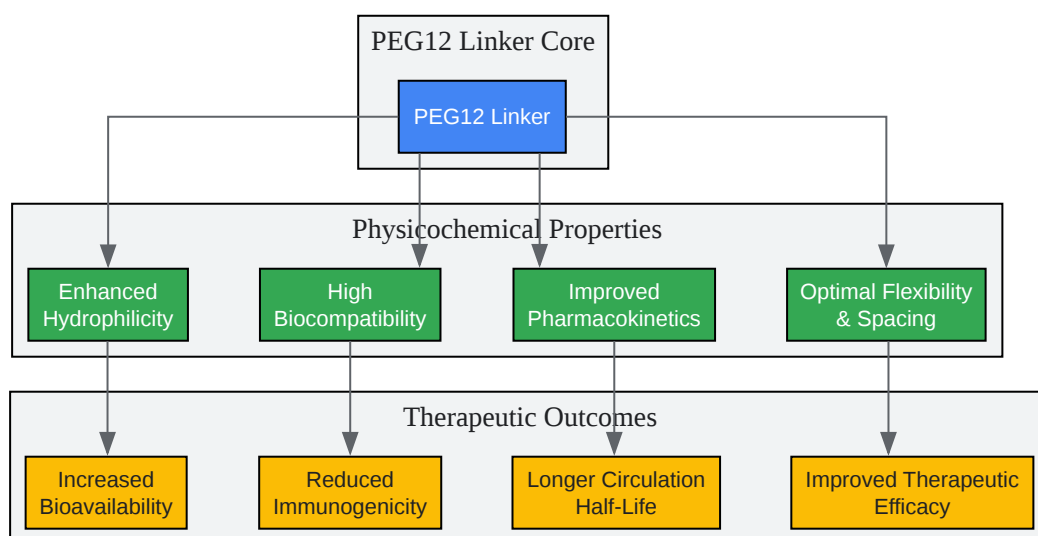 PEG12 Linker Core
PEG12 Linker
Physicochemical Properties
Enhanced
Hydrophilicity
High
Biocompatibility
Improved
Pharmacokinetics
Optimal Flexibility
& Spacing
Therapeutic Outcomes
Increased
Bioavailability
Reduced
Immunogenicity
Longer Circulation
Half-Life
Improved Therapeutic
Efficacy